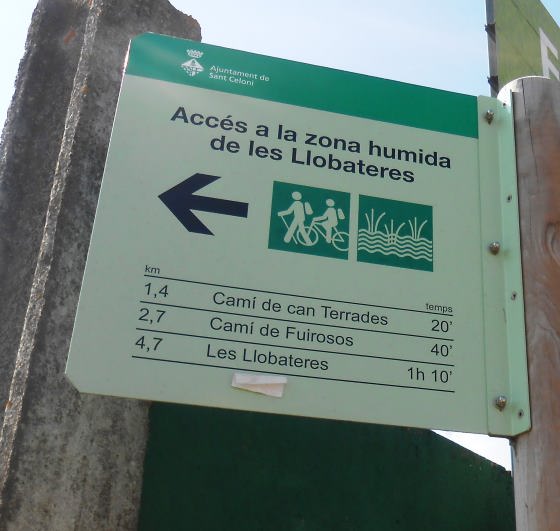 Ajuntament de
Sant Celoni
Accés a la zona humida
de les Llobateres
km temps
1,4 Camí de can Terrades 20'
2,7 Camí de Fuirosos 40'
4,7 Les Llobateres 1h 10'